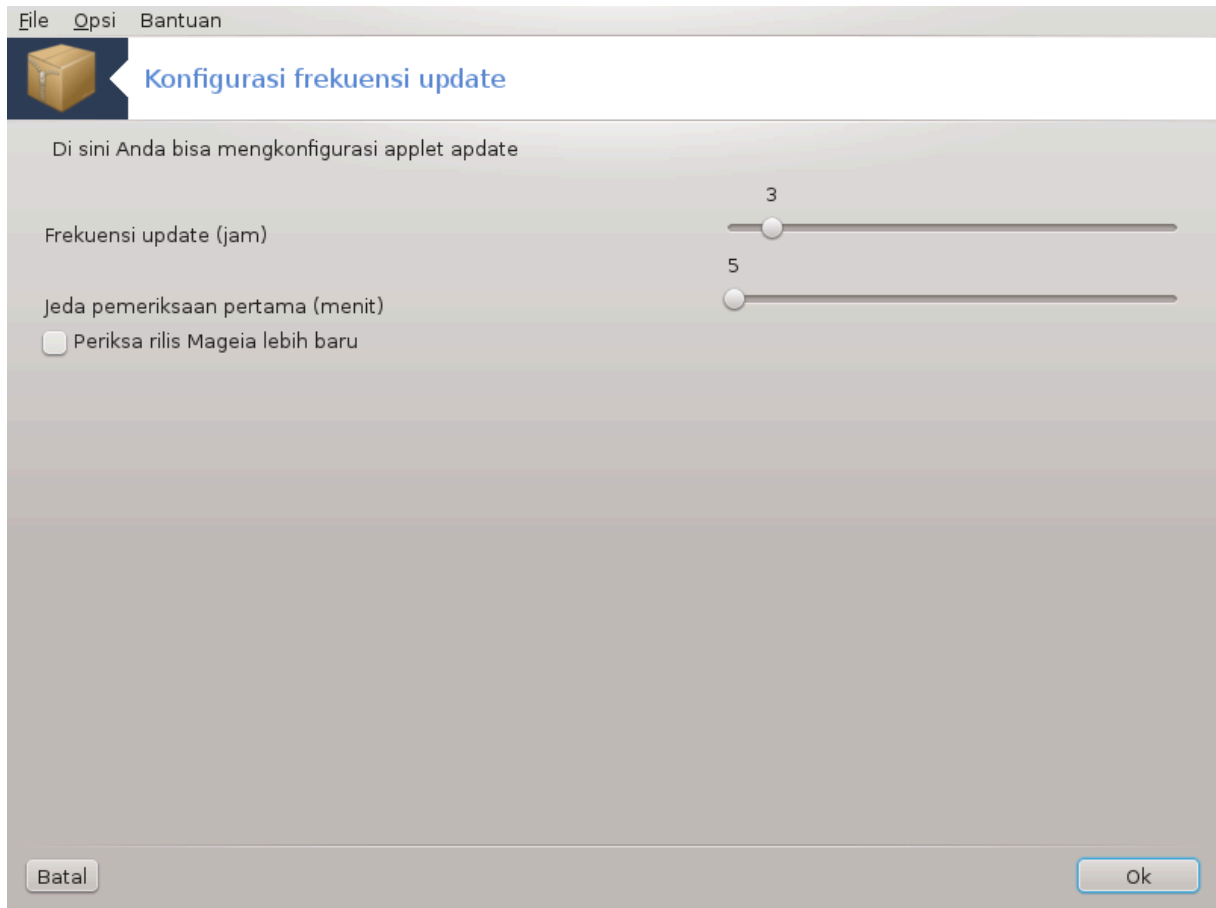 File Opsi Bantuan
Konfigurasi frekuensi update
Di sini Anda bisa mengkonfigurasi applet apdate
3
Frekuensi update (jam)
5
Jeda pemeriksaan pertama (menit)
Periksa rilis Mageia lebih baru
Batal Ok